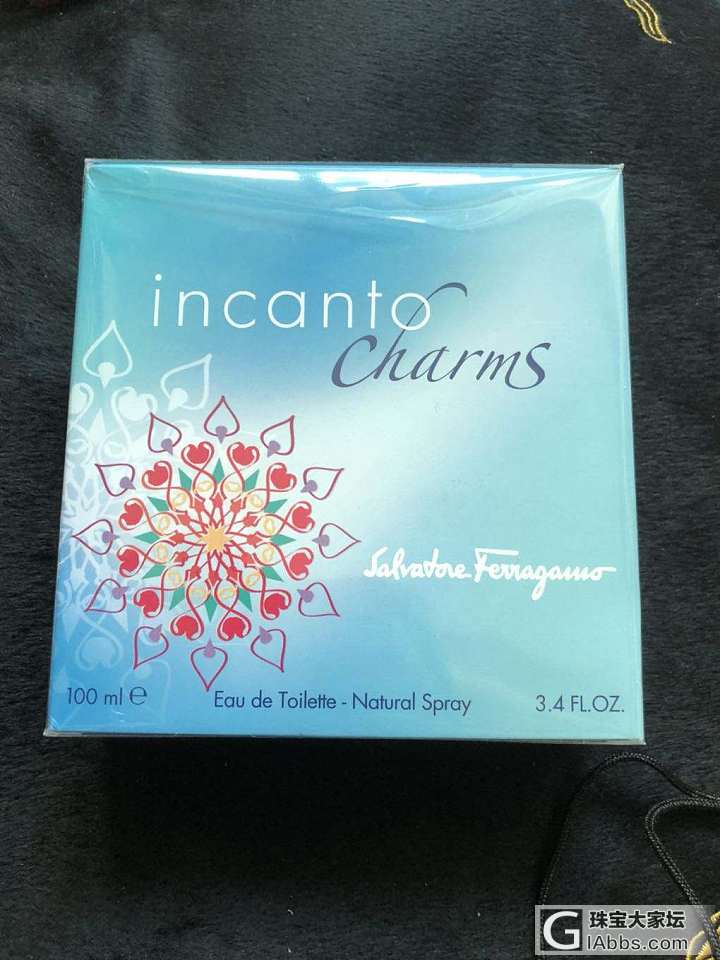 incanto
charms
Salvatore Ferragamo
100 ml ℮
Eau de Toilette - Natural Spray
3.4 FL.OZ.
G 珠宝大家坛
GIAbbs.com